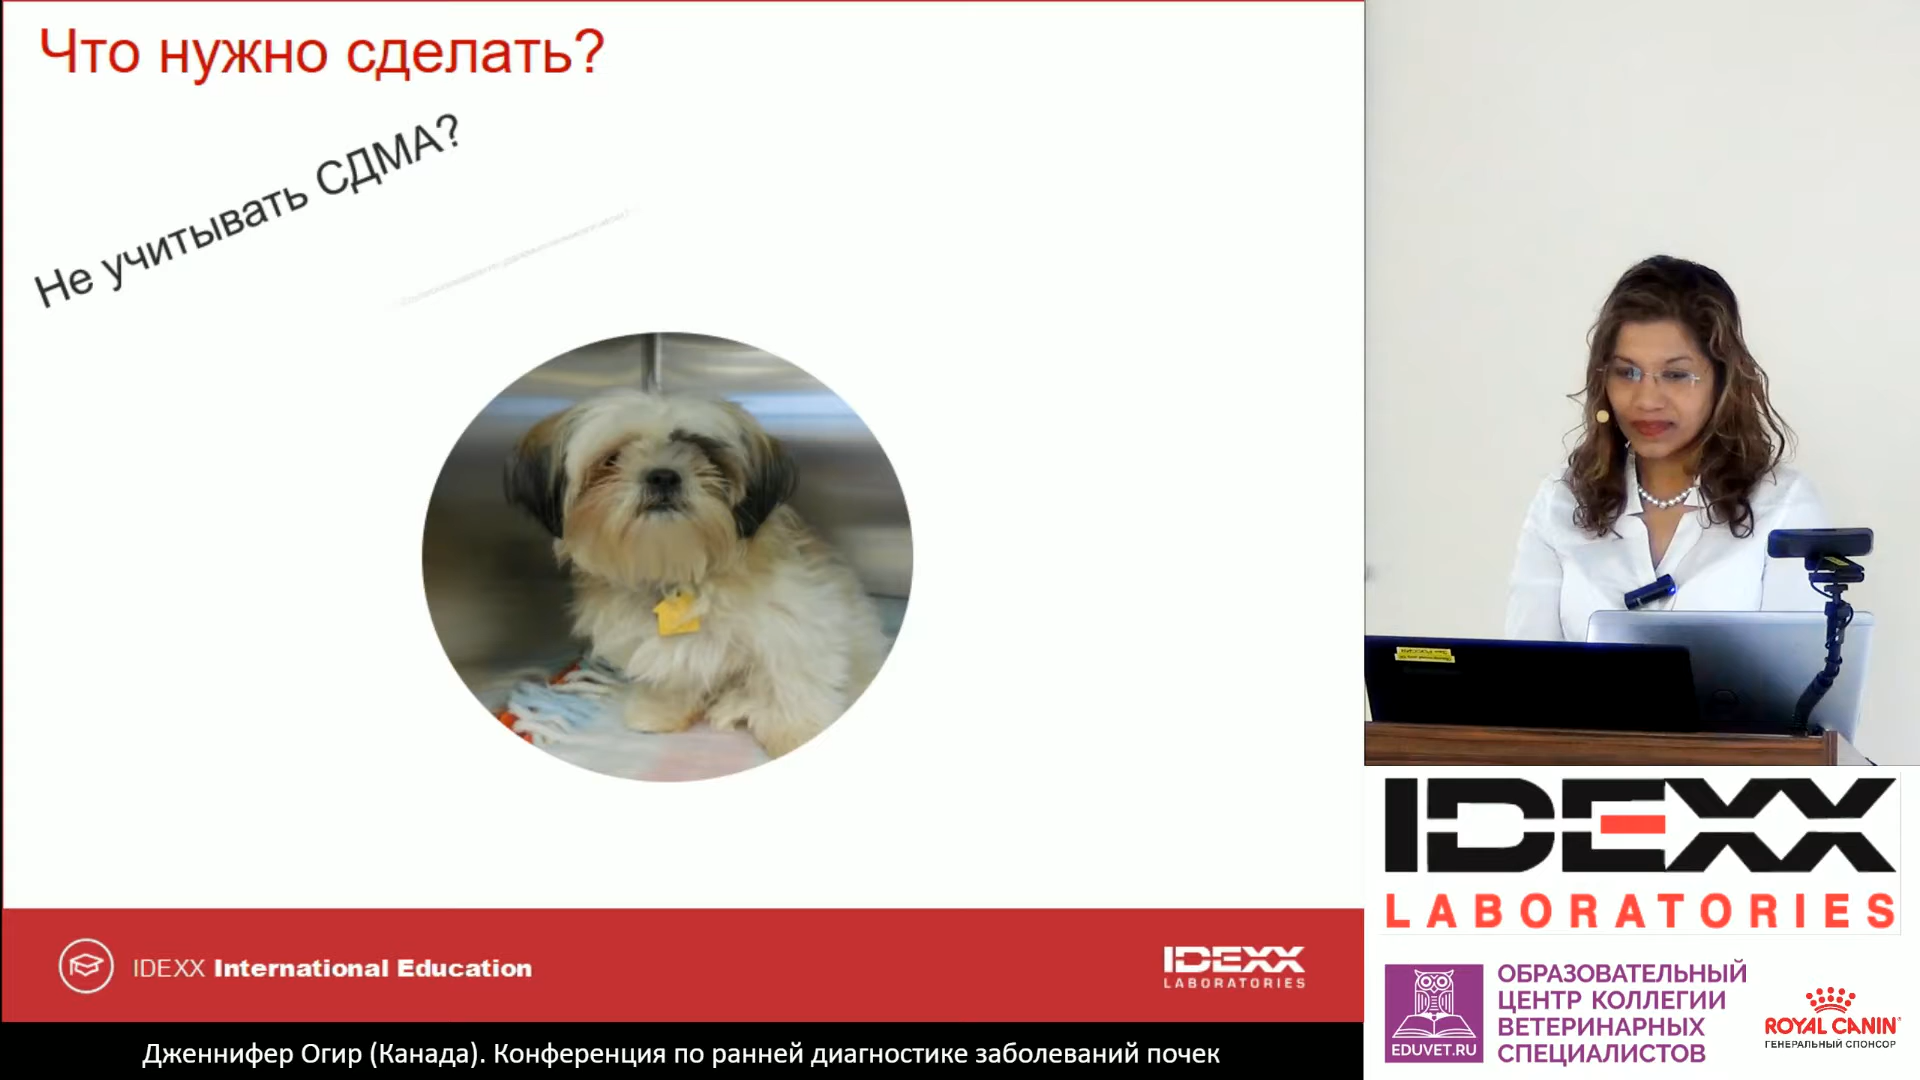 Что нужно сделать?
Не учитывать СДМА?
IDEXX International Education
IDEXX
LABORATORIES
Дженнифер Огир (Канада). Конференция по ранней диагностике заболеваний почек
IDEXX
LABORATORIES
EDUVET.RU
ОБРАЗОВАТЕЛЬНЫЙ
ЦЕНТР КОЛЛЕГИИ
ВЕТЕРИНАРНЫХ
СПЕЦИАЛИСТОВ
ROYAL CANIN
ГЕНЕРАЛЬНЫЙ СПОНСОР